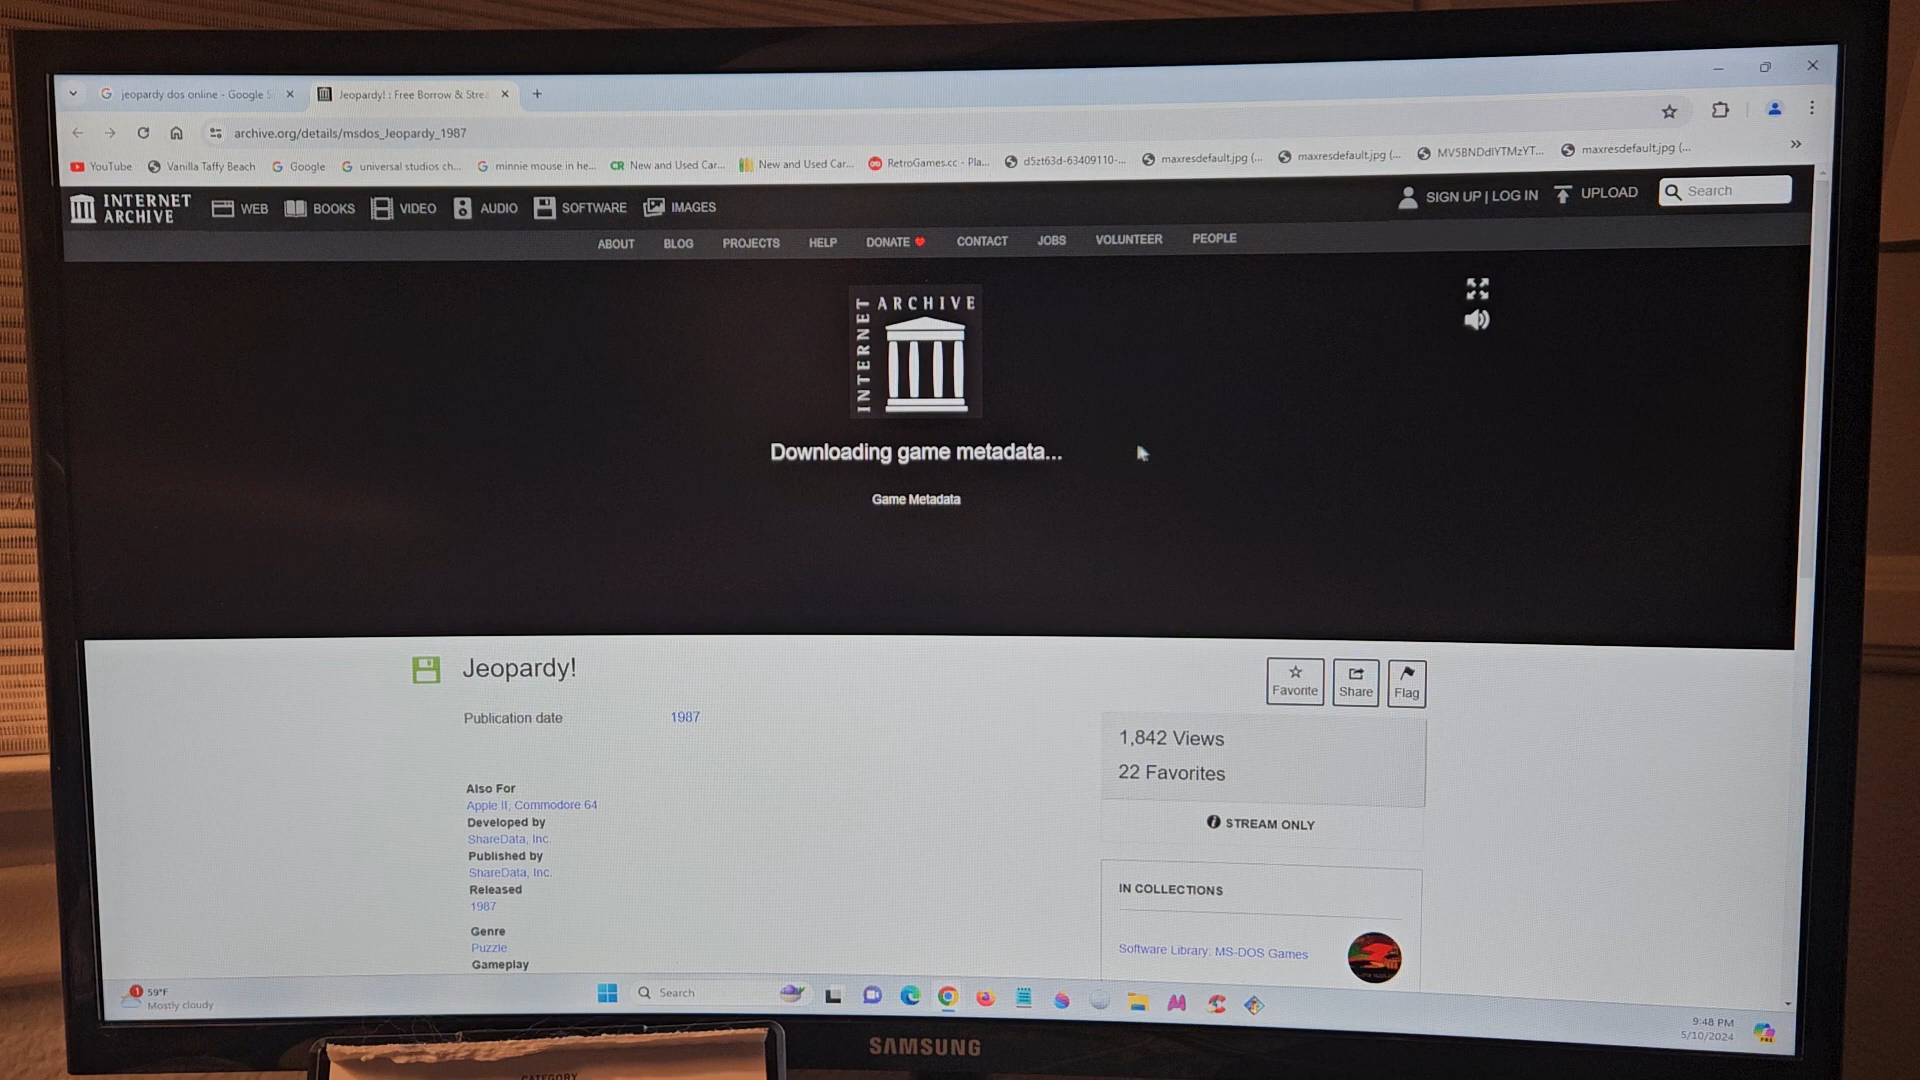 jeopardy dos online - Google S
Jeopardy! : Free Borrow & Stre
archive.org/details/msdos_Jeopardy_1987
YouTube
Vanilla Taffy Beach
Google
universal studios ch...
minnie mouse in he...
CR New and Used Car...
New and Used Car...
RetroGames.cc - Pla...
d5zt63d-63409110-...
maxresdefault.jpg (...
maxresdefault.jpg (...
MV5BNDdlYTMzYT...
maxresdefault.jpg (...
INTERNET
ARCHIVE
WEB
BOOKS
VIDEO
AUDIO
SOFTWARE
IMAGES
SIGN UP | LOG IN
UPLOAD
Search
ABOUT
BLOG
PROJECTS
HELP
DONATE
CONTACT
JOBS
VOLUNTEER
PEOPLE
INTERNET ARCHIVE
Downloading game metadata...
Game Metadata
Jeopardy!
Favorite
Share
Flag
Publication date
1987
1,842 Views
22 Favorites
Also For
Apple II, Commodore 64
Developed by
ShareData, Inc.
Published by
ShareData, Inc.
Released
1987
Genre
Puzzle
Gameplay
STREAM ONLY
IN COLLECTIONS
Software Library: MS-DOS Games
1
59°F
Mostly cloudy
Search
9:48 PM
5/10/2024
SAMSUNG
CATEGORY